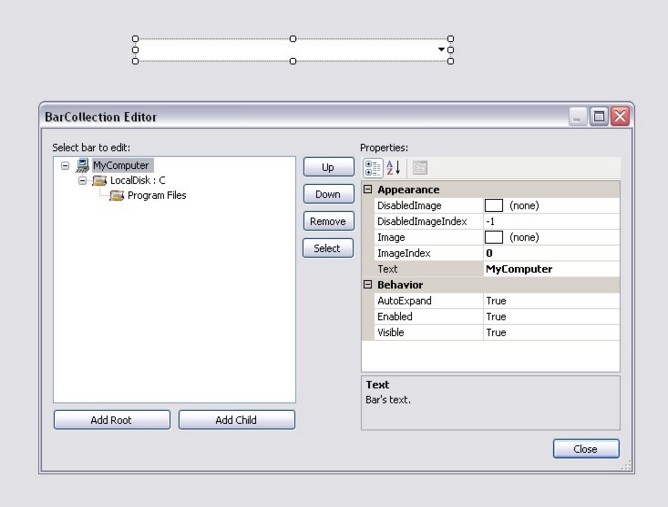 BarCollection Editor
Select bar to edit:
MyComputer
LocalDisk : C
Program Files
Up
Down
Remove
Select
Add Root
Add Child
Properties:
Appearance
DisabledImage (none)
DisabledImageIndex -1
Image (none)
ImageIndex 0
Text MyComputer
Behavior
AutoExpand True
Enabled True
Visible True
Text
Bar's text.
Close